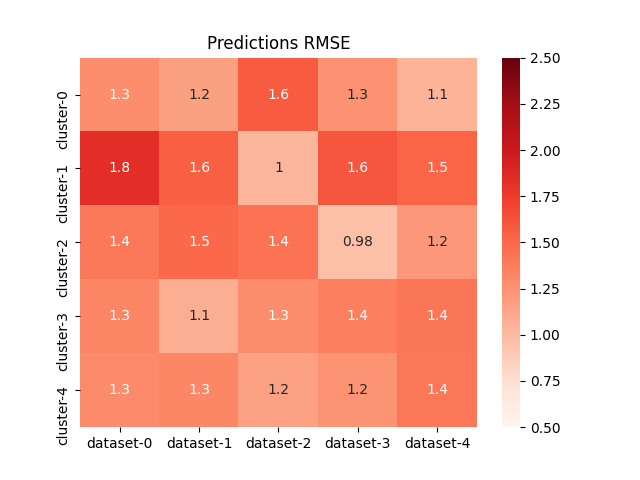 Predictions RMSE
cluster-0
1.3 1.2 1.6 1.3 1.1
cluster-1
1.8 1.6 1 1.6 1.5
cluster-2
1.4 1.5 1.4 0.98 1.2
cluster-3
1.3 1.1 1.3 1.4 1.4
cluster-4
1.3 1.3 1.2 1.2 1.4
dataset-0 dataset-1 dataset-2 dataset-3 dataset-4
2.50
2.25
2.00
1.75
1.50
1.25
1.00
0.75
0.50